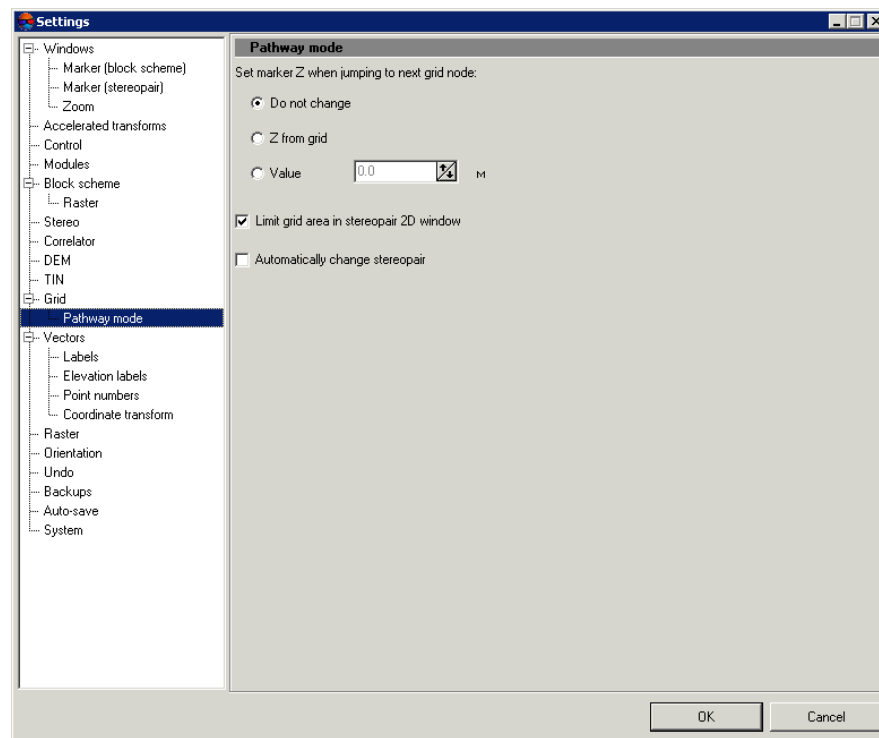 Settings
Windows
Marker (block scheme)
Marker (stereopair)
Zoom
Accelerated transforms
Control
Modules
Block scheme
Raster
Stereo
Correlator
DEM
TIN
Grid
Pathway mode
Vectors
Labels
Elevation labels
Point numbers
Coordinate transform
Raster
Orientation
Undo
Backups
Auto-save
System
Pathway mode
Set marker Z when jumping to next grid node:
Do not change
Z from grid
Value 0.0 м
Limit grid area in stereopair 2D window
Automatically change stereopair
OK Cancel